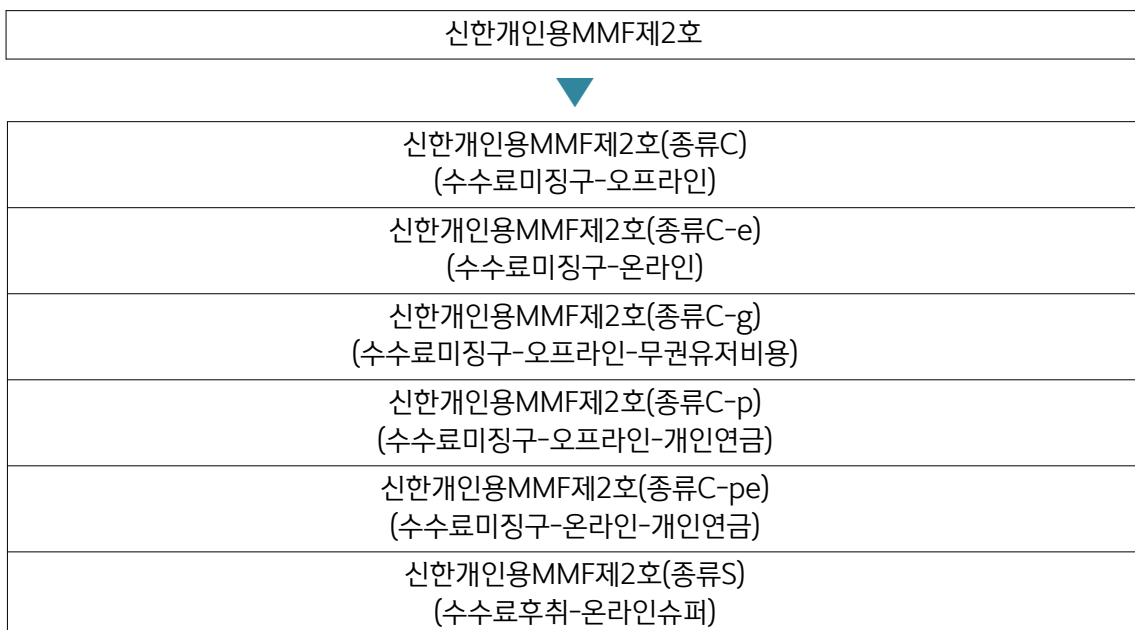 신한개인용MMF제2호
신한개인용MMF제2호(종류C)
(수수료미징구-오프라인)
신한개인용MMF제2호(종류C-e)
(수수료미징구-온라인)
신한개인용MMF제2호(종류C-g)
(수수료미징구-오프라인-무권유저비용)
신한개인용MMF제2호(종류C-p)
(수수료미징구-오프라인-개인연금)
신한개인용MMF제2호(종류C-pe)
(수수료미징구-온라인-개인연금)
신한개인용MMF제2호(종류S)
(수수료후취-온라인슈퍼)